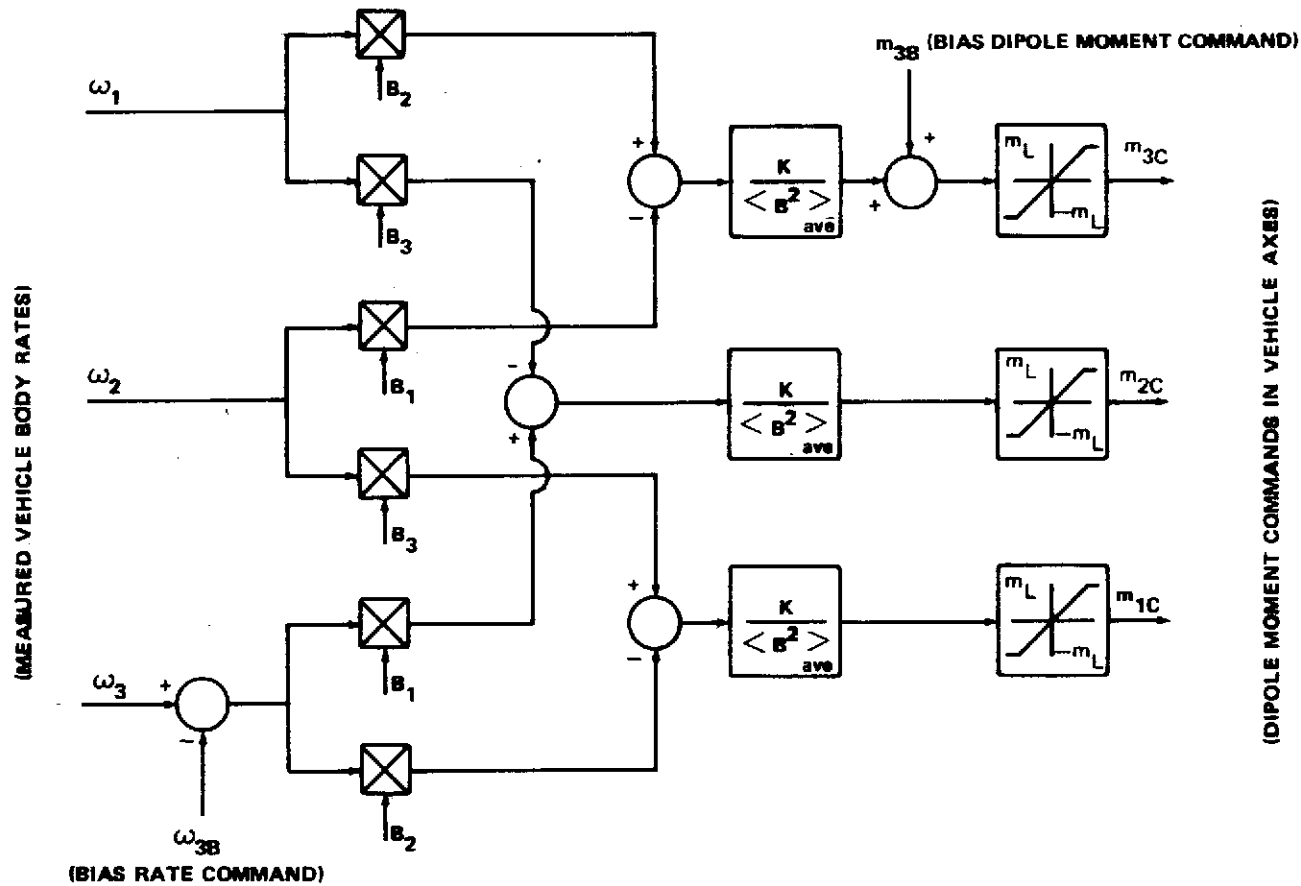 m3B (BIAS DIPOLE MOMENT COMMAND)
ω1
B2
+
-
K
< B2 > ave
+
+
mL
-mL
m3C
B3
(MEASURED VEHICLE BODY RATES)
ω2
B1
-
+
K
< B2 > ave
mL
-mL
m2C
(DIPOLE MOMENT COMMANDS IN VEHICLE AXES)
B3
+
-
K
< B2 > ave
mL
-mL
m1C
ω3
+
-
B1
B2
ω3B
(BIAS RATE COMMAND)